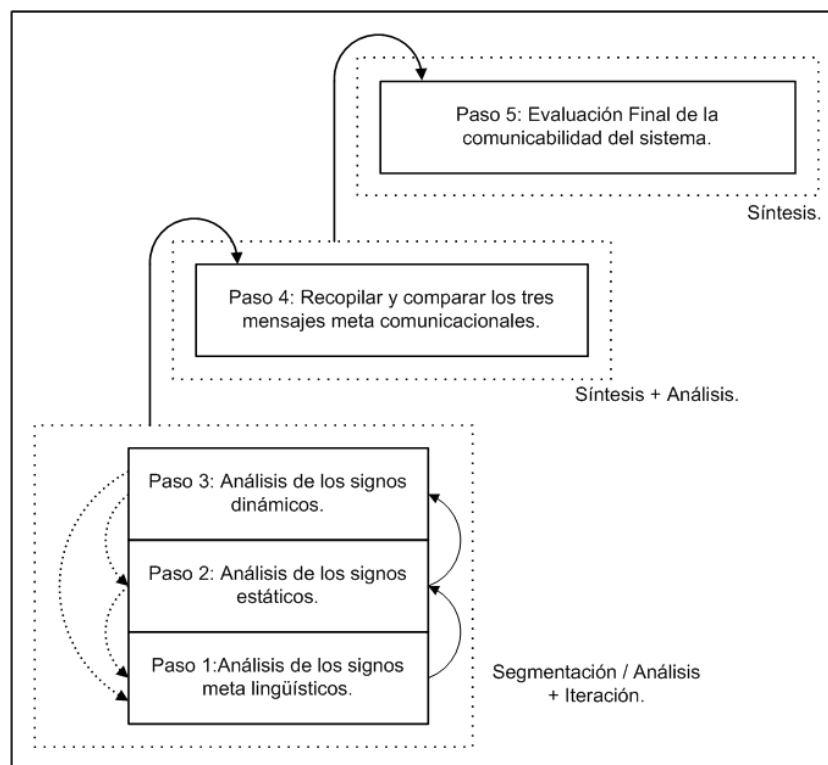 Paso 5: Evaluación Final de la
comunicabilidad del sistema.
Síntesis.
Paso 4: Recopilar y comparar los tres
mensajes meta comunicacionales.
Síntesis + Análisis.
Paso 3: Análisis de los signos
dinámicos.
Paso 2: Análisis de los signos
estáticos.
Paso 1:Análisis de los signos
meta lingüísticos.
Segmentación / Análisis
+ Iteración.